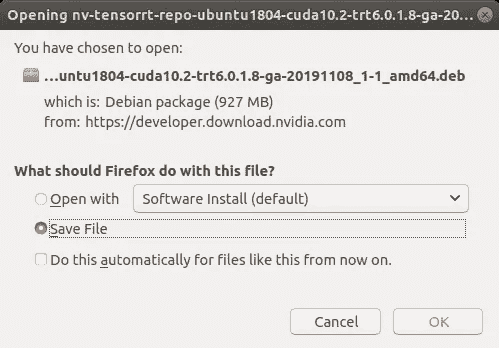 Opening nv-tensorrt-repo-ubuntu1804-cuda10.2-trt6.0.1.8-ga-20...
You have chosen to open:
...untu1804-cuda10.2-trt6.0.1.8-ga-20191108_1-1_amd64.deb
which is: Debian package (927 MB)
from: https://developer.download.nvidia.com
What should Firefox do with this file?
Open with Software Install (default)
Save File
Do this automatically for files like this from now on.
Cancel OK